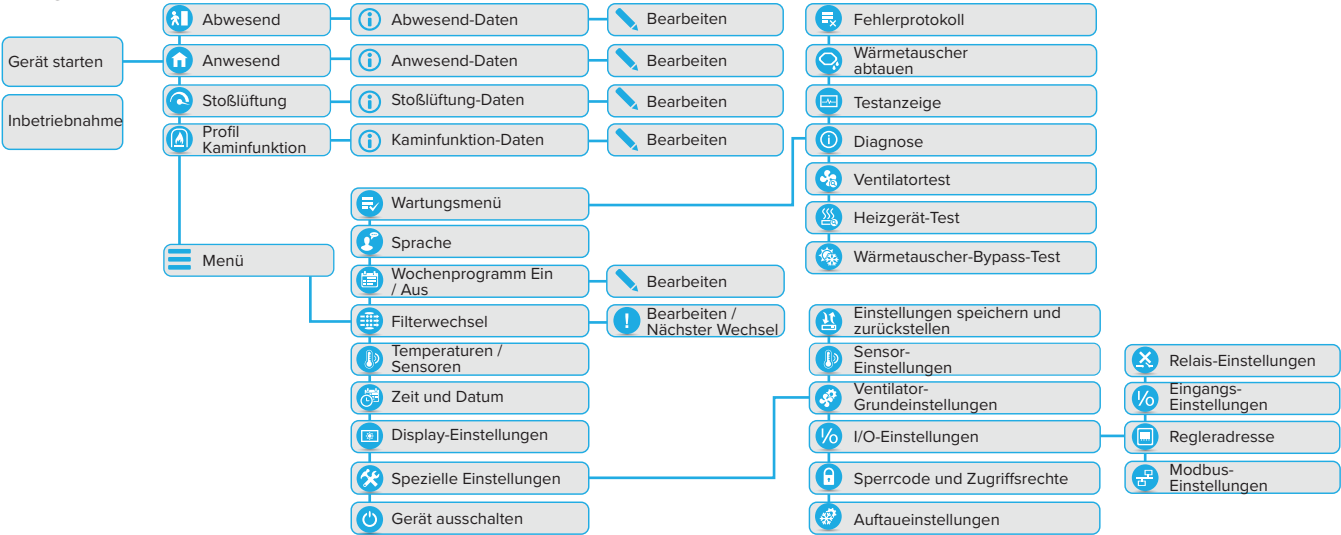 Gerät starten
Inbetriebnahme
Abwesend
Abwesend-Daten
Bearbeiten
Anwesend
Anwesend-Daten
Bearbeiten
Stoßlüftung
Stoßlüftung-Daten
Bearbeiten
Profil
Kaminfunktion
Kaminfunktion-Daten
Bearbeiten
Menü
Wartungsmenü
Sprache
Wochenprogramm Ein
/ Aus
Bearbeiten
Filterwechsel
Bearbeiten /
Nächster Wechsel
Temperaturen /
Sensoren
Zeit und Datum
Display-Einstellungen
Spezielle Einstellungen
Gerät ausschalten
Fehlerprotokoll
Wärmetauscher
abtauen
Testanzeige
Diagnose
Ventilatortest
Heizgerät-Test
Wärmetauscher-Bypass-Test
Einstellungen speichern und
zurückstellen
Sensor-
Einstellungen
Ventilator-
Grundeinstellungen
I/O-Einstellungen
Sperrcode und Zugriffsrechte
Auftaueinstellungen
Relais-Einstellungen
Eingangs-
Einstellungen
Regleradresse
Modbus-
Einstellungen